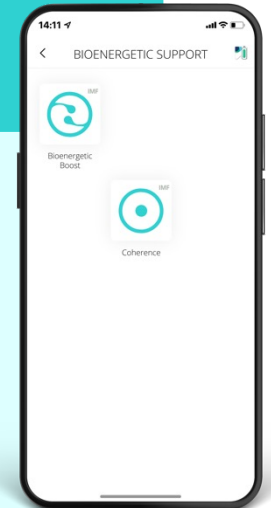 14:11
BIOENERGETIC SUPPORT
IMF
Bioenergetic
Boost
IMF
Coherence